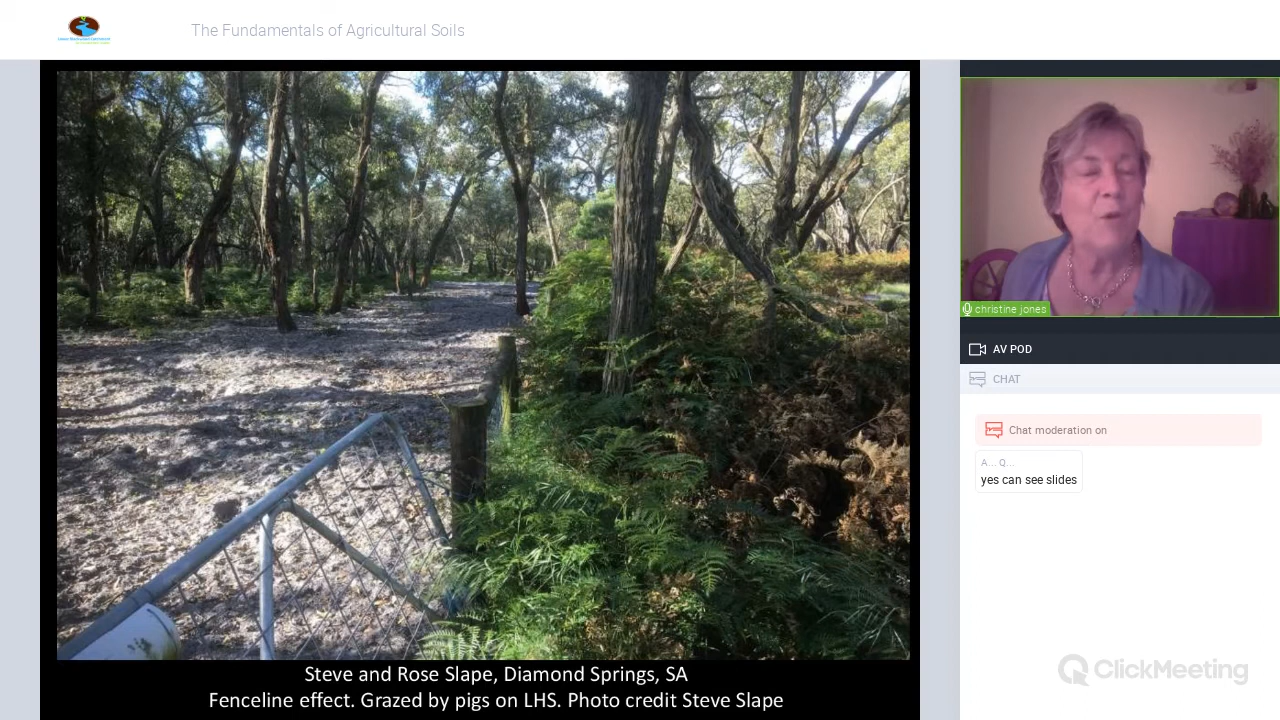 The Fundamentals of Agricultural Soils
christine jones
AV POD
CHAT
Chat moderation on
A... Q...
yes can see slides
Steve and Rose Slape, Diamond Springs, SA
Fenceline effect. Grazed by pigs on LHS. Photo credit Steve Slape
ClickMeeting